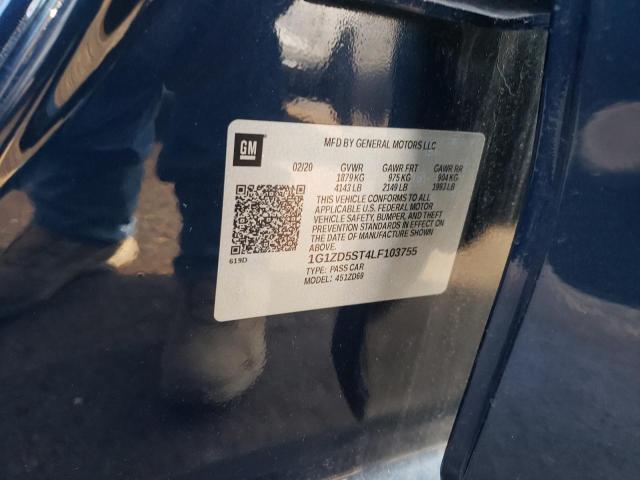 GM
MFD BY GENERAL MOTORS LLC
02/20 GVWR GAWR FRT GAWR RR
1879 KG 975 KG 904 KG
4143 LB 2149 LB 1993 LB
THIS VEHICLE CONFORMS TO ALL
APPLICABLE U.S. FEDERAL MOTOR
VEHICLE SAFETY, BUMPER, AND THEFT
PREVENTION STANDARDS IN EFFECT ON
THE DATE OF MANUFACTURE SHOWN
ABOVE.
619D
1G1ZD5ST4LF103755
TYPE: PASS CAR
MODEL: 451ZD69